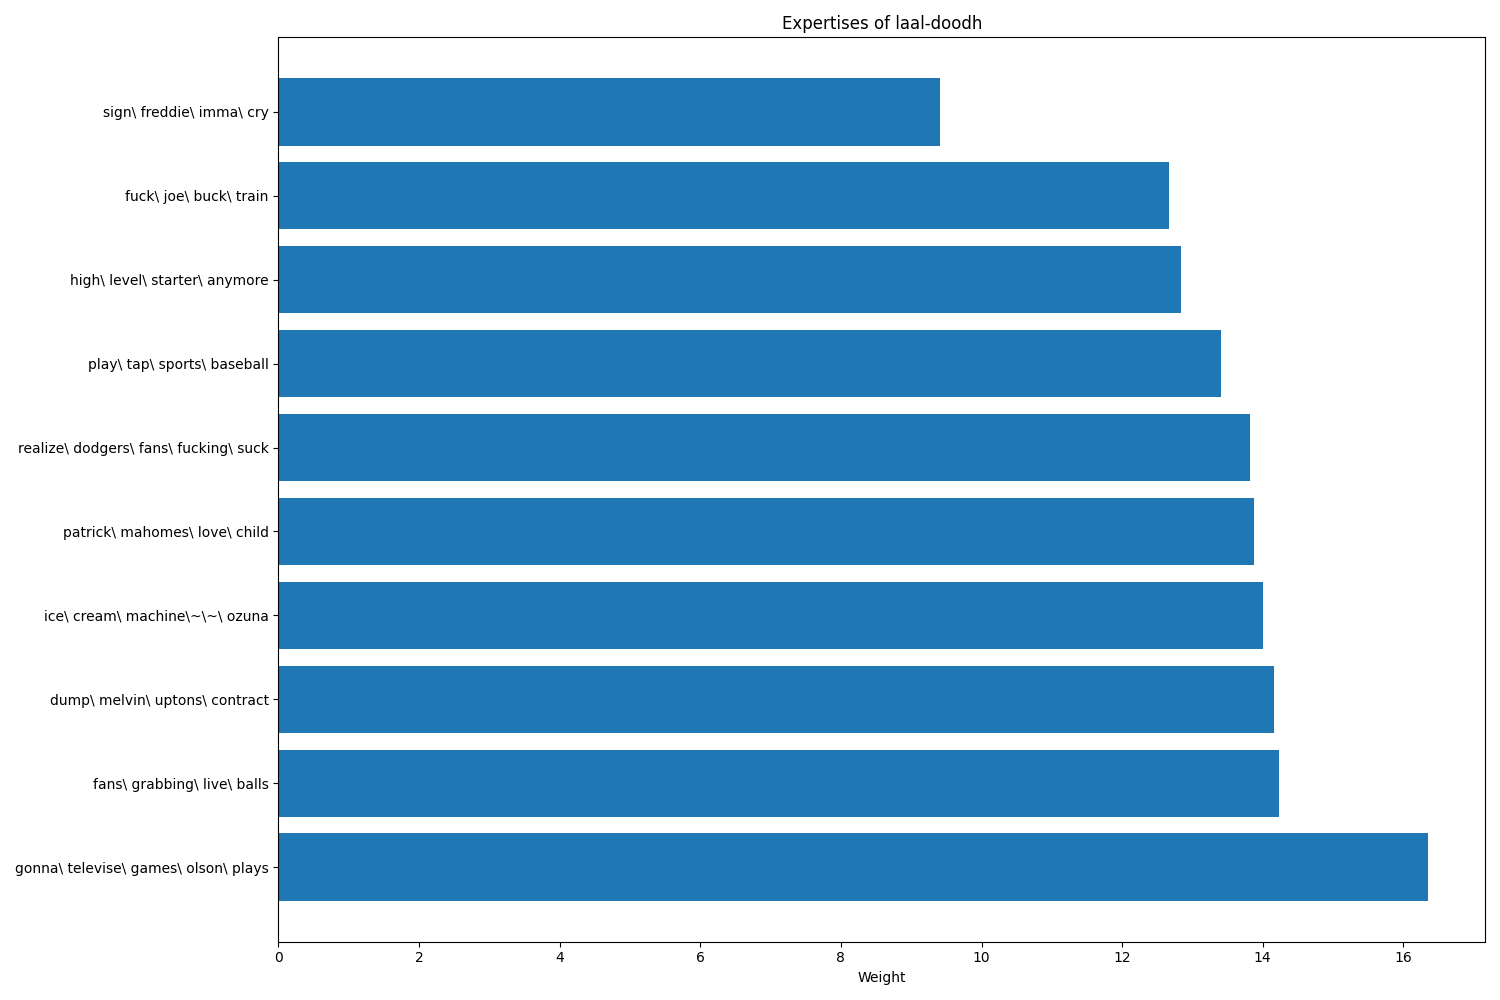 Expertises of laal-doodh
sign\ freddie\ imma\ cry
fuck\ joe\ buck\ train
high\ level\ starter\ anymore
play\ tap\ sports\ baseball
realize\ dodgers\ fans\ fucking\ suck
patrick\ mahomes\ love\ child
ice\ cream\ machine\~\~\ ozuna
dump\ melvin\ uptons\ contract
fans\ grabbing\ live\ balls
gonna\ televise\ games\ olson\ plays
0 2 4 6 8 10 12 14 16
Weight